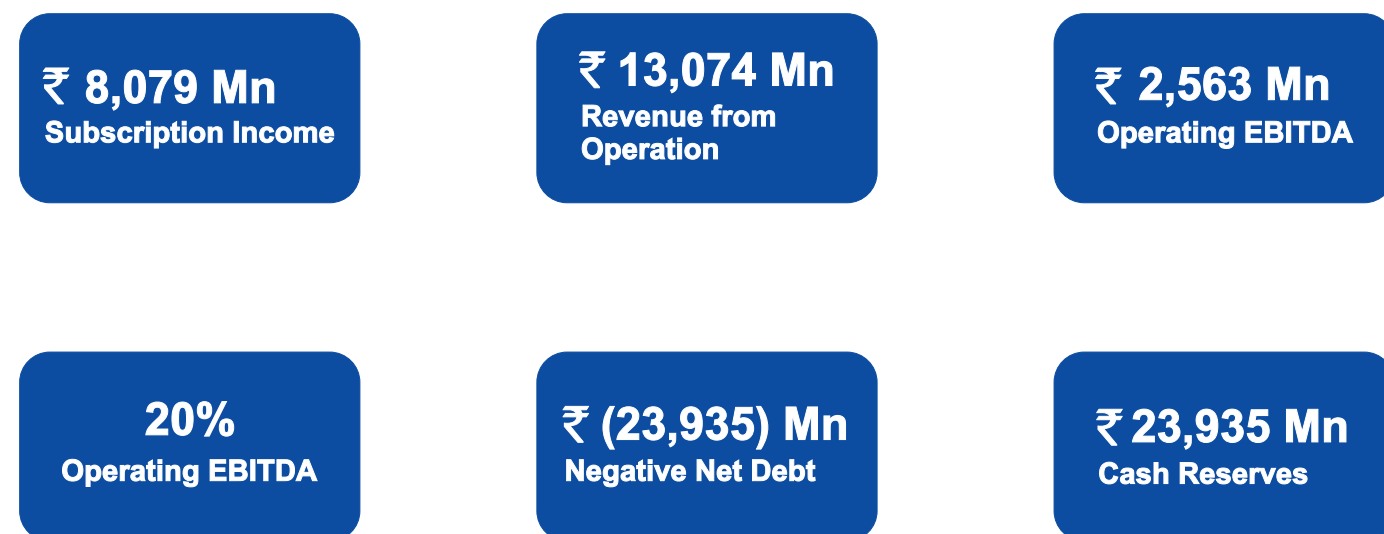 ₹ 8,079 Mn
Subscription Income
₹ 13,074 Mn
Revenue from
Operation
₹ 2,563 Mn
Operating EBITDA
20%
Operating EBITDA
₹ (23,935) Mn
Negative Net Debt
₹ 23,935 Mn
Cash Reserves